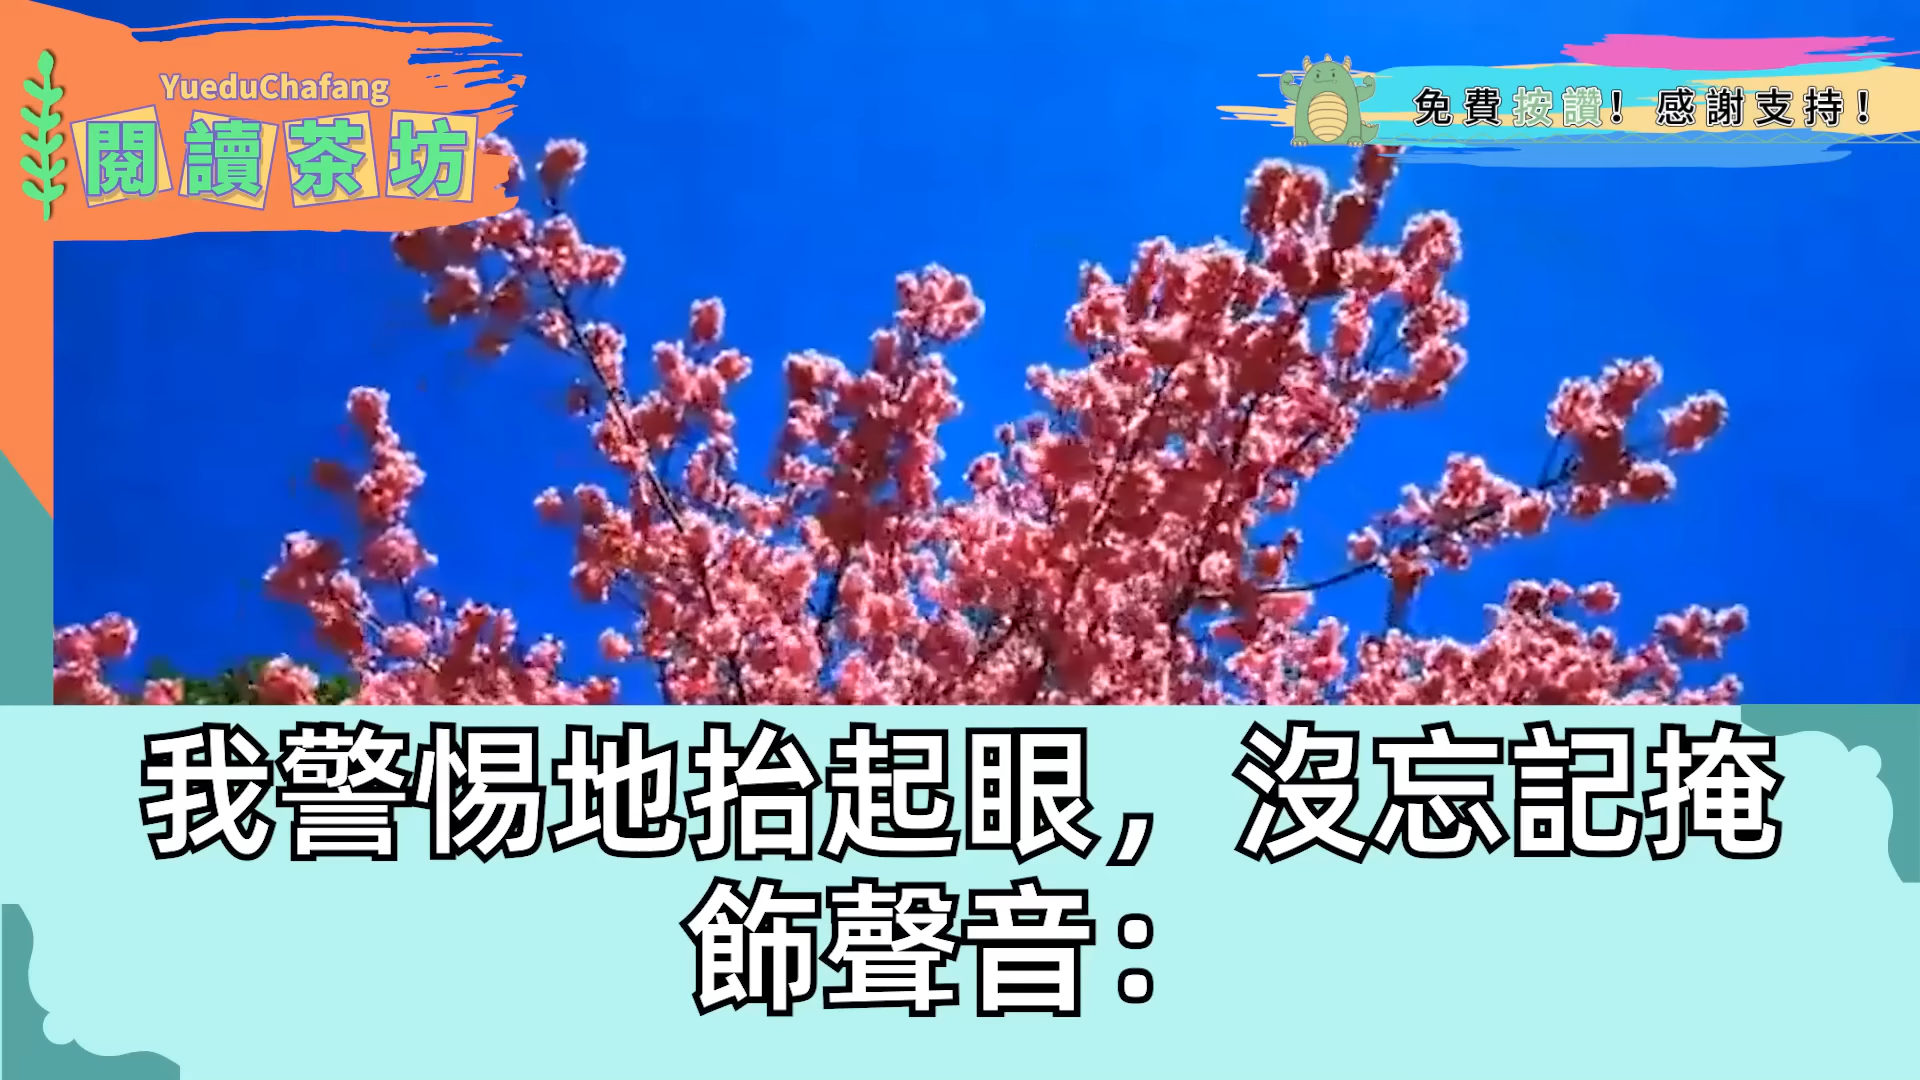 YueduChafang
閱讀茶坊
免費按讚！感謝支持！
我警惕地抬起眼，沒忘記掩
飾聲音：